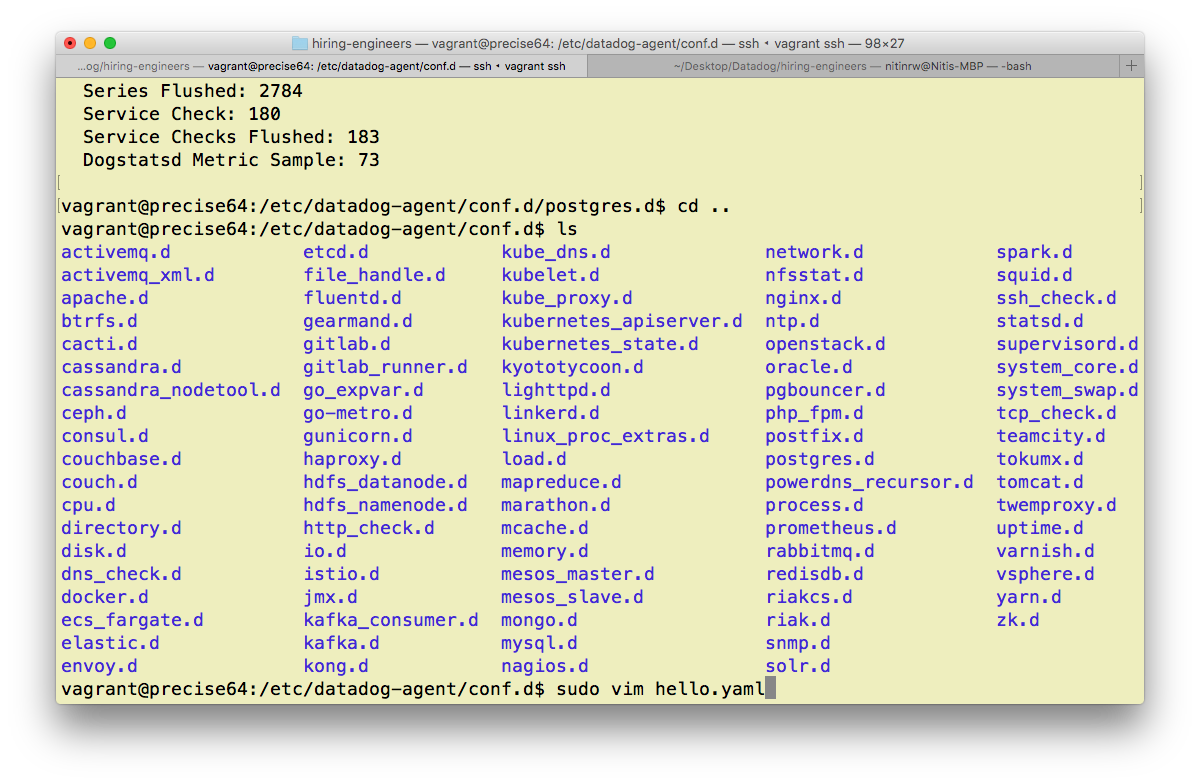 hiring-engineers — vagrant@precise64: /etc/datadog-agent/conf.d — ssh ‹ vagrant ssh — 98×27
...og/hiring-engineers — vagrant@precise64: /etc/datadog-agent/conf.d — ssh ‹ vagrant ssh ~/Desktop/Datadog/hiring-engineers — nitinrw@Nitis-MBP — -bash +
Series Flushed: 2784
Service Check: 180
Service Checks Flushed: 183
Dogstatsd Metric Sample: 73
[ ]
[vagrant@precise64:/etc/datadog-agent/conf.d/postgres.d$ cd .. ]
vagrant@precise64:/etc/datadog-agent/conf.d$ ls
activemq.d etcd.d kube_dns.d network.d spark.d
activemq_xml.d file_handle.d kubelet.d nfsstat.d squid.d
apache.d fluentd.d kube_proxy.d nginx.d ssh_check.d
btrfs.d gearmand.d kubernetes_apiserver.d ntp.d statsd.d
cacti.d gitlab.d kubernetes_state.d openstack.d supervisord.d
cassandra.d gitlab_runner.d kyototycoon.d oracle.d system_core.d
cassandra_nodetool.d go_expvar.d lighttpd.d pgbouncer.d system_swap.d
ceph.d go-metro.d linkerd.d php_fpm.d tcp_check.d
consul.d gunicorn.d linux_proc_extras.d postfix.d teamcity.d
couchbase.d haproxy.d load.d postgres.d tokumx.d
couch.d hdfs_datanode.d mapreduce.d powerdns_recursor.d tomcat.d
cpu.d hdfs_namenode.d marathon.d process.d twemproxy.d
directory.d http_check.d mcache.d prometheus.d uptime.d
disk.d io.d memory.d rabbitmq.d varnish.d
dns_check.d istio.d mesos_master.d redisdb.d vsphere.d
docker.d jmx.d mesos_slave.d riakcs.d yarn.d
ecs_fargate.d kafka_consumer.d mongo.d riak.d zk.d
elastic.d kafka.d mysql.d snmp.d
envoy.d kong.d nagios.d solr.d
vagrant@precise64:/etc/datadog-agent/conf.d$ sudo vim hello.yaml